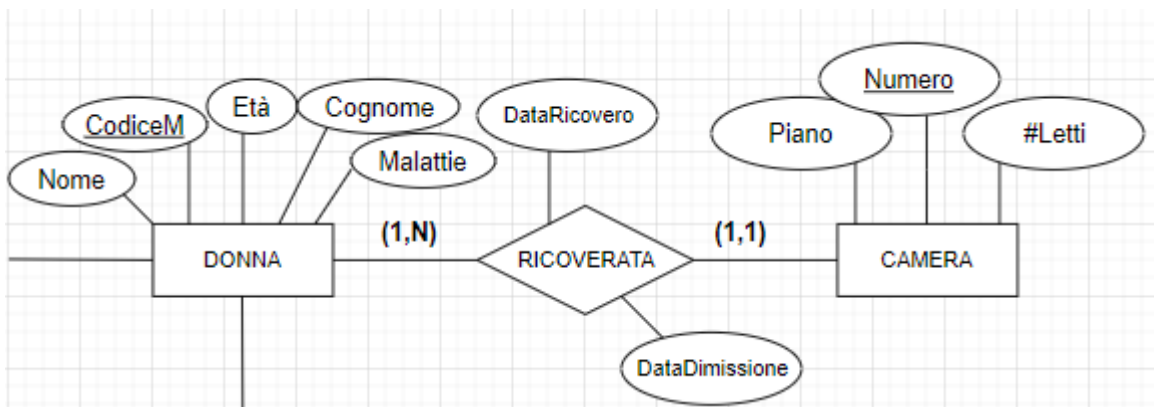 Numero
Età
Cognome
DataRicovero
CodiceM
Piano
#Letti
Malattie
Nome
(1,N)
(1,1)
DONNA
RICOVERATA
CAMERA
DataDimissione